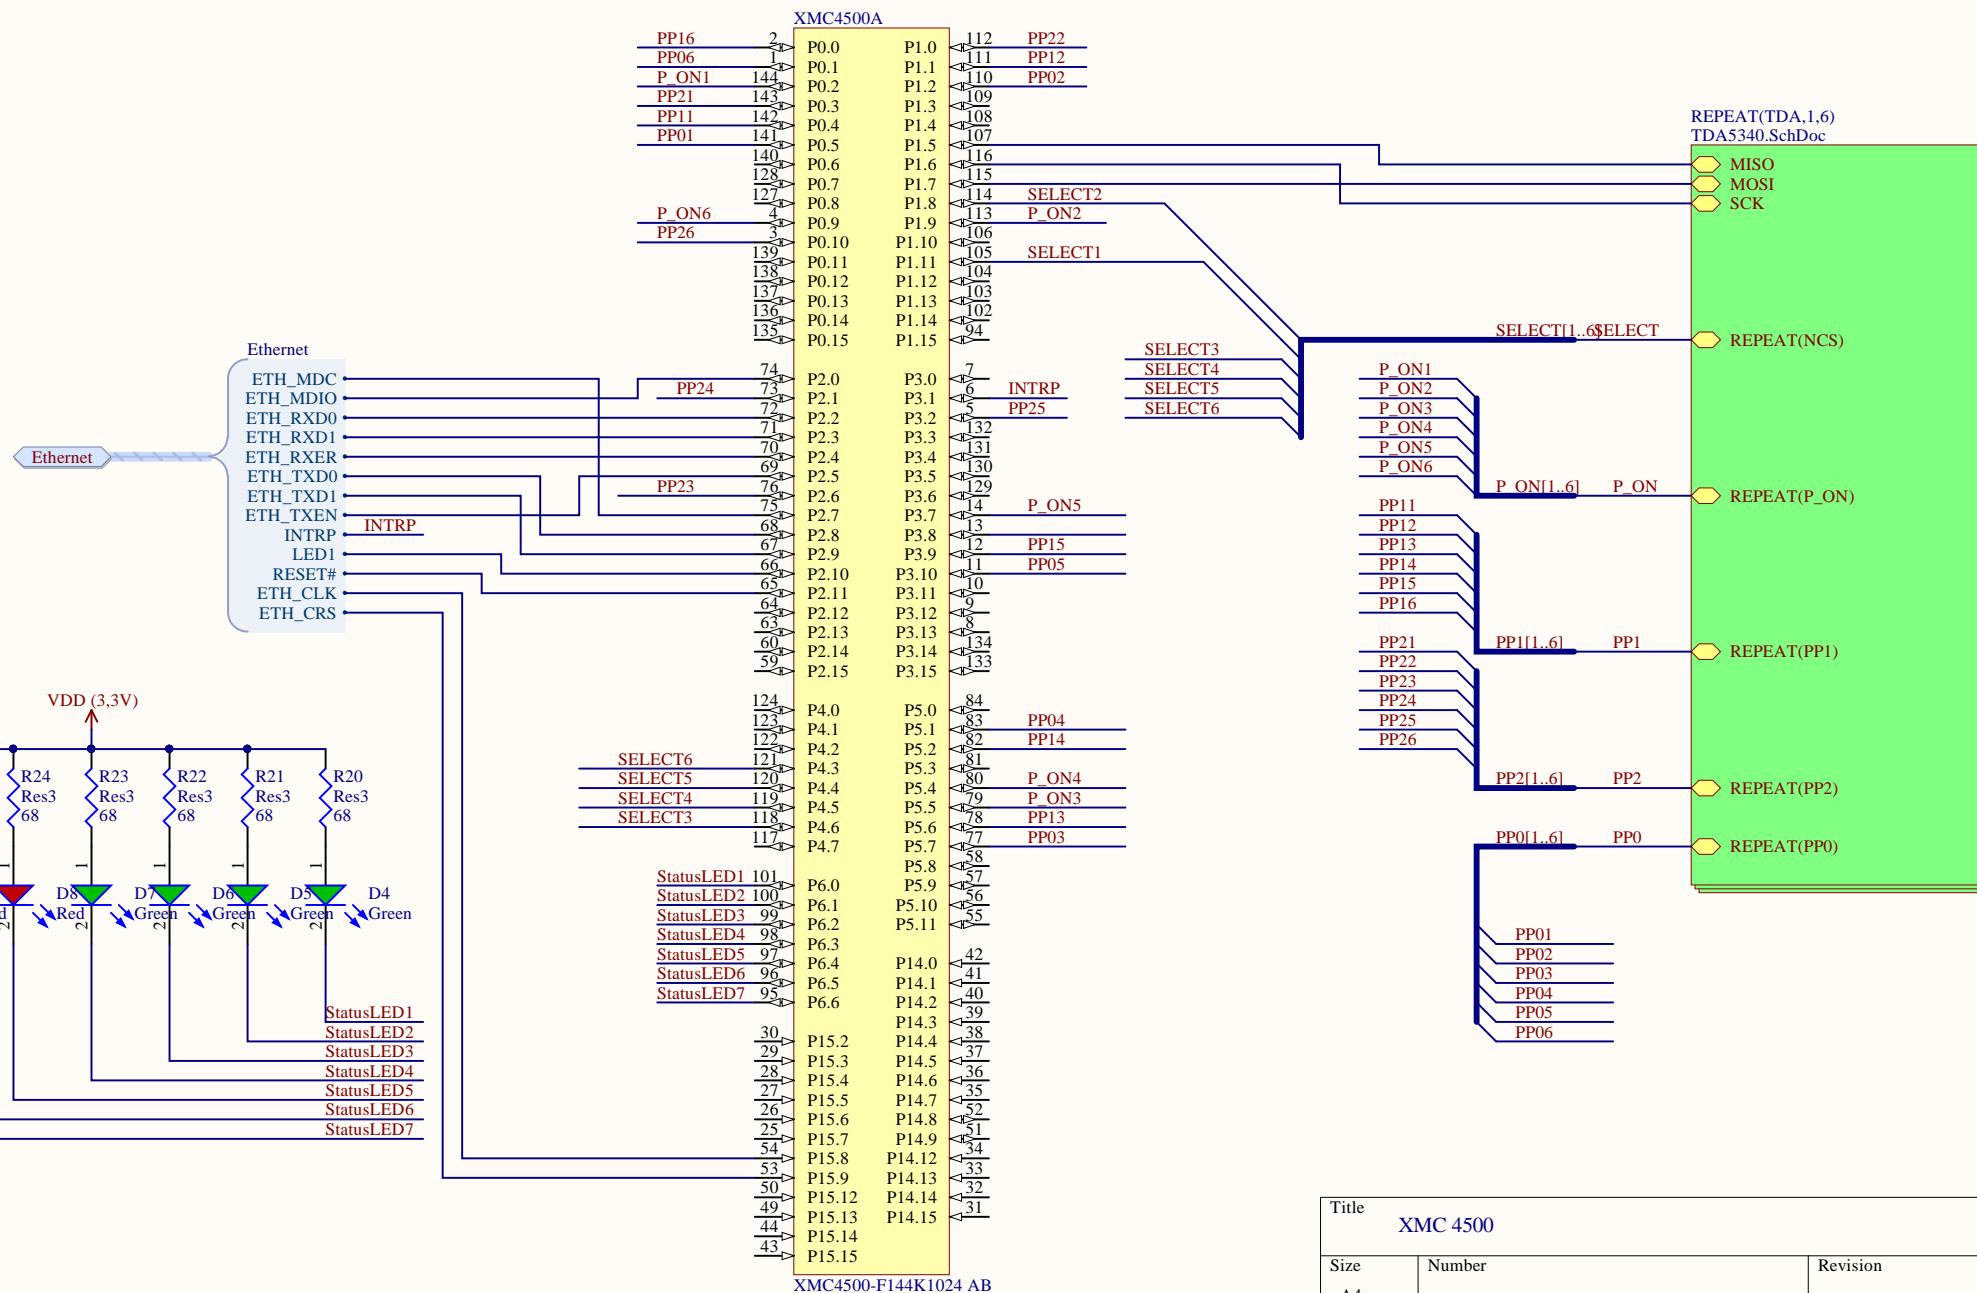 XMC4500A
PP16 2 P0.0 P1.0 112 PP22
PP06 1 P0.1 P1.1 111 PP12
P_ON1 144 P0.2 P1.2 110 PP02
PP21 143 P0.3 P1.3 109
PP11 142 P0.4 P1.4 108
PP01 141 P0.5 P1.5 107
140 P0.6 P1.6 116
128 P0.7 P1.7 115
127 P0.8 P1.8 114 SELECT2
P_ON6 4 P0.9 P1.9 113 P_ON2
PP26 3 P0.10 P1.10 106
139 P0.11 P1.11 105 SELECT1
138 P0.12 P1.12 104
137 P0.13 P1.13 103
136 P0.14 P1.14 102
135 P0.15 P1.15 94
74 P2.0 P3.0 7
PP24 73 P2.1 P3.1 6 INTRP
72 P2.2 P3.2 5 PP25
71 P2.3 P3.3 132
70 P2.4 P3.4 131
69 P2.5 P3.5 130
PP23 76 P2.6 P3.6 129
75 P2.7 P3.7 14 P_ON5
68 P2.8 P3.8 13
67 P2.9 P3.9 12 PP15
66 P2.10 P3.10 11 PP05
65 P2.11 P3.11 10
64 P2.12 P3.12 9
63 P2.13 P3.13 8
60 P2.14 P3.14 134
59 P2.15 P3.15 133
124 P4.0 P5.0 84
123 P4.1 P5.1 83 PP04
122 P4.2 P5.2 82 PP14
SELECT6 121 P4.3 P5.3 81
SELECT5 120 P4.4 P5.4 80 P_ON4
SELECT4 119 P4.5 P5.5 79 P_ON3
SELECT3 118 P4.6 P5.6 78 PP13
117 P4.7 P5.7 77 PP03
P5.8 58
StatusLED1 101 P6.0 P5.9 57
StatusLED2 100 P6.1 P5.10 56
StatusLED3 99 P6.2 P5.11 55
StatusLED4 98 P6.3
StatusLED5 97 P6.4 P14.0 42
StatusLED6 96 P6.5 P14.1 41
StatusLED7 95 P6.6 P14.2 40
P14.3 39
30 P15.2 P14.4 38
29 P15.3 P14.5 37
28 P15.4 P14.6 36
27 P15.5 P14.7 35
26 P15.6 P14.8 52
25 P15.7 P14.9 51
54 P15.8 P14.12 34
53 P15.9 P14.13 33
50 P15.12 P14.14 32
49 P15.13 P14.15 31
44 P15.14
43 P15.15
XMC4500-F144K1024 AB
Ethernet
Ethernet
ETH_MDC
ETH_MDIO
ETH_RXD0
ETH_RXD1
ETH_RXER
ETH_TXD0
ETH_TXD1
ETH_TXEN
INTRP INTRP
LED1
RESET#
ETH_CLK
ETH_CRS
VDD (3,3V)
R24 R23 R22 R21 R20
Res3 Res3 Res3 Res3 Res3
68 68 68 68 68
1 1 1 1 1
D8 D7 D6 D5 D4
d Red Green Green Green Green
2 2 2 2 2
StatusLED1
StatusLED2
StatusLED3
StatusLED4
StatusLED5
StatusLED6
StatusLED7
REPEAT(TDA,1,6)
TDA5340.SchDoc
MISO
MOSI
SCK
SELECT[1..6] SELECT REPEAT(NCS)
SELECT3
SELECT4
SELECT5
SELECT6
P_ON1
P_ON2
P_ON3
P_ON4
P_ON5
P_ON6
P_ON[1..6] P_ON REPEAT(P_ON)
PP11
PP12
PP13
PP14
PP15
PP16
PP1[1..6] PP1 REPEAT(PP1)
PP21
PP22
PP23
PP24
PP25
PP26
PP2[1..6] PP2 REPEAT(PP2)
PP0[1..6] PP0 REPEAT(PP0)
PP01
PP02
PP03
PP04
PP05
PP06
Title
XMC 4500
Size Number Revision